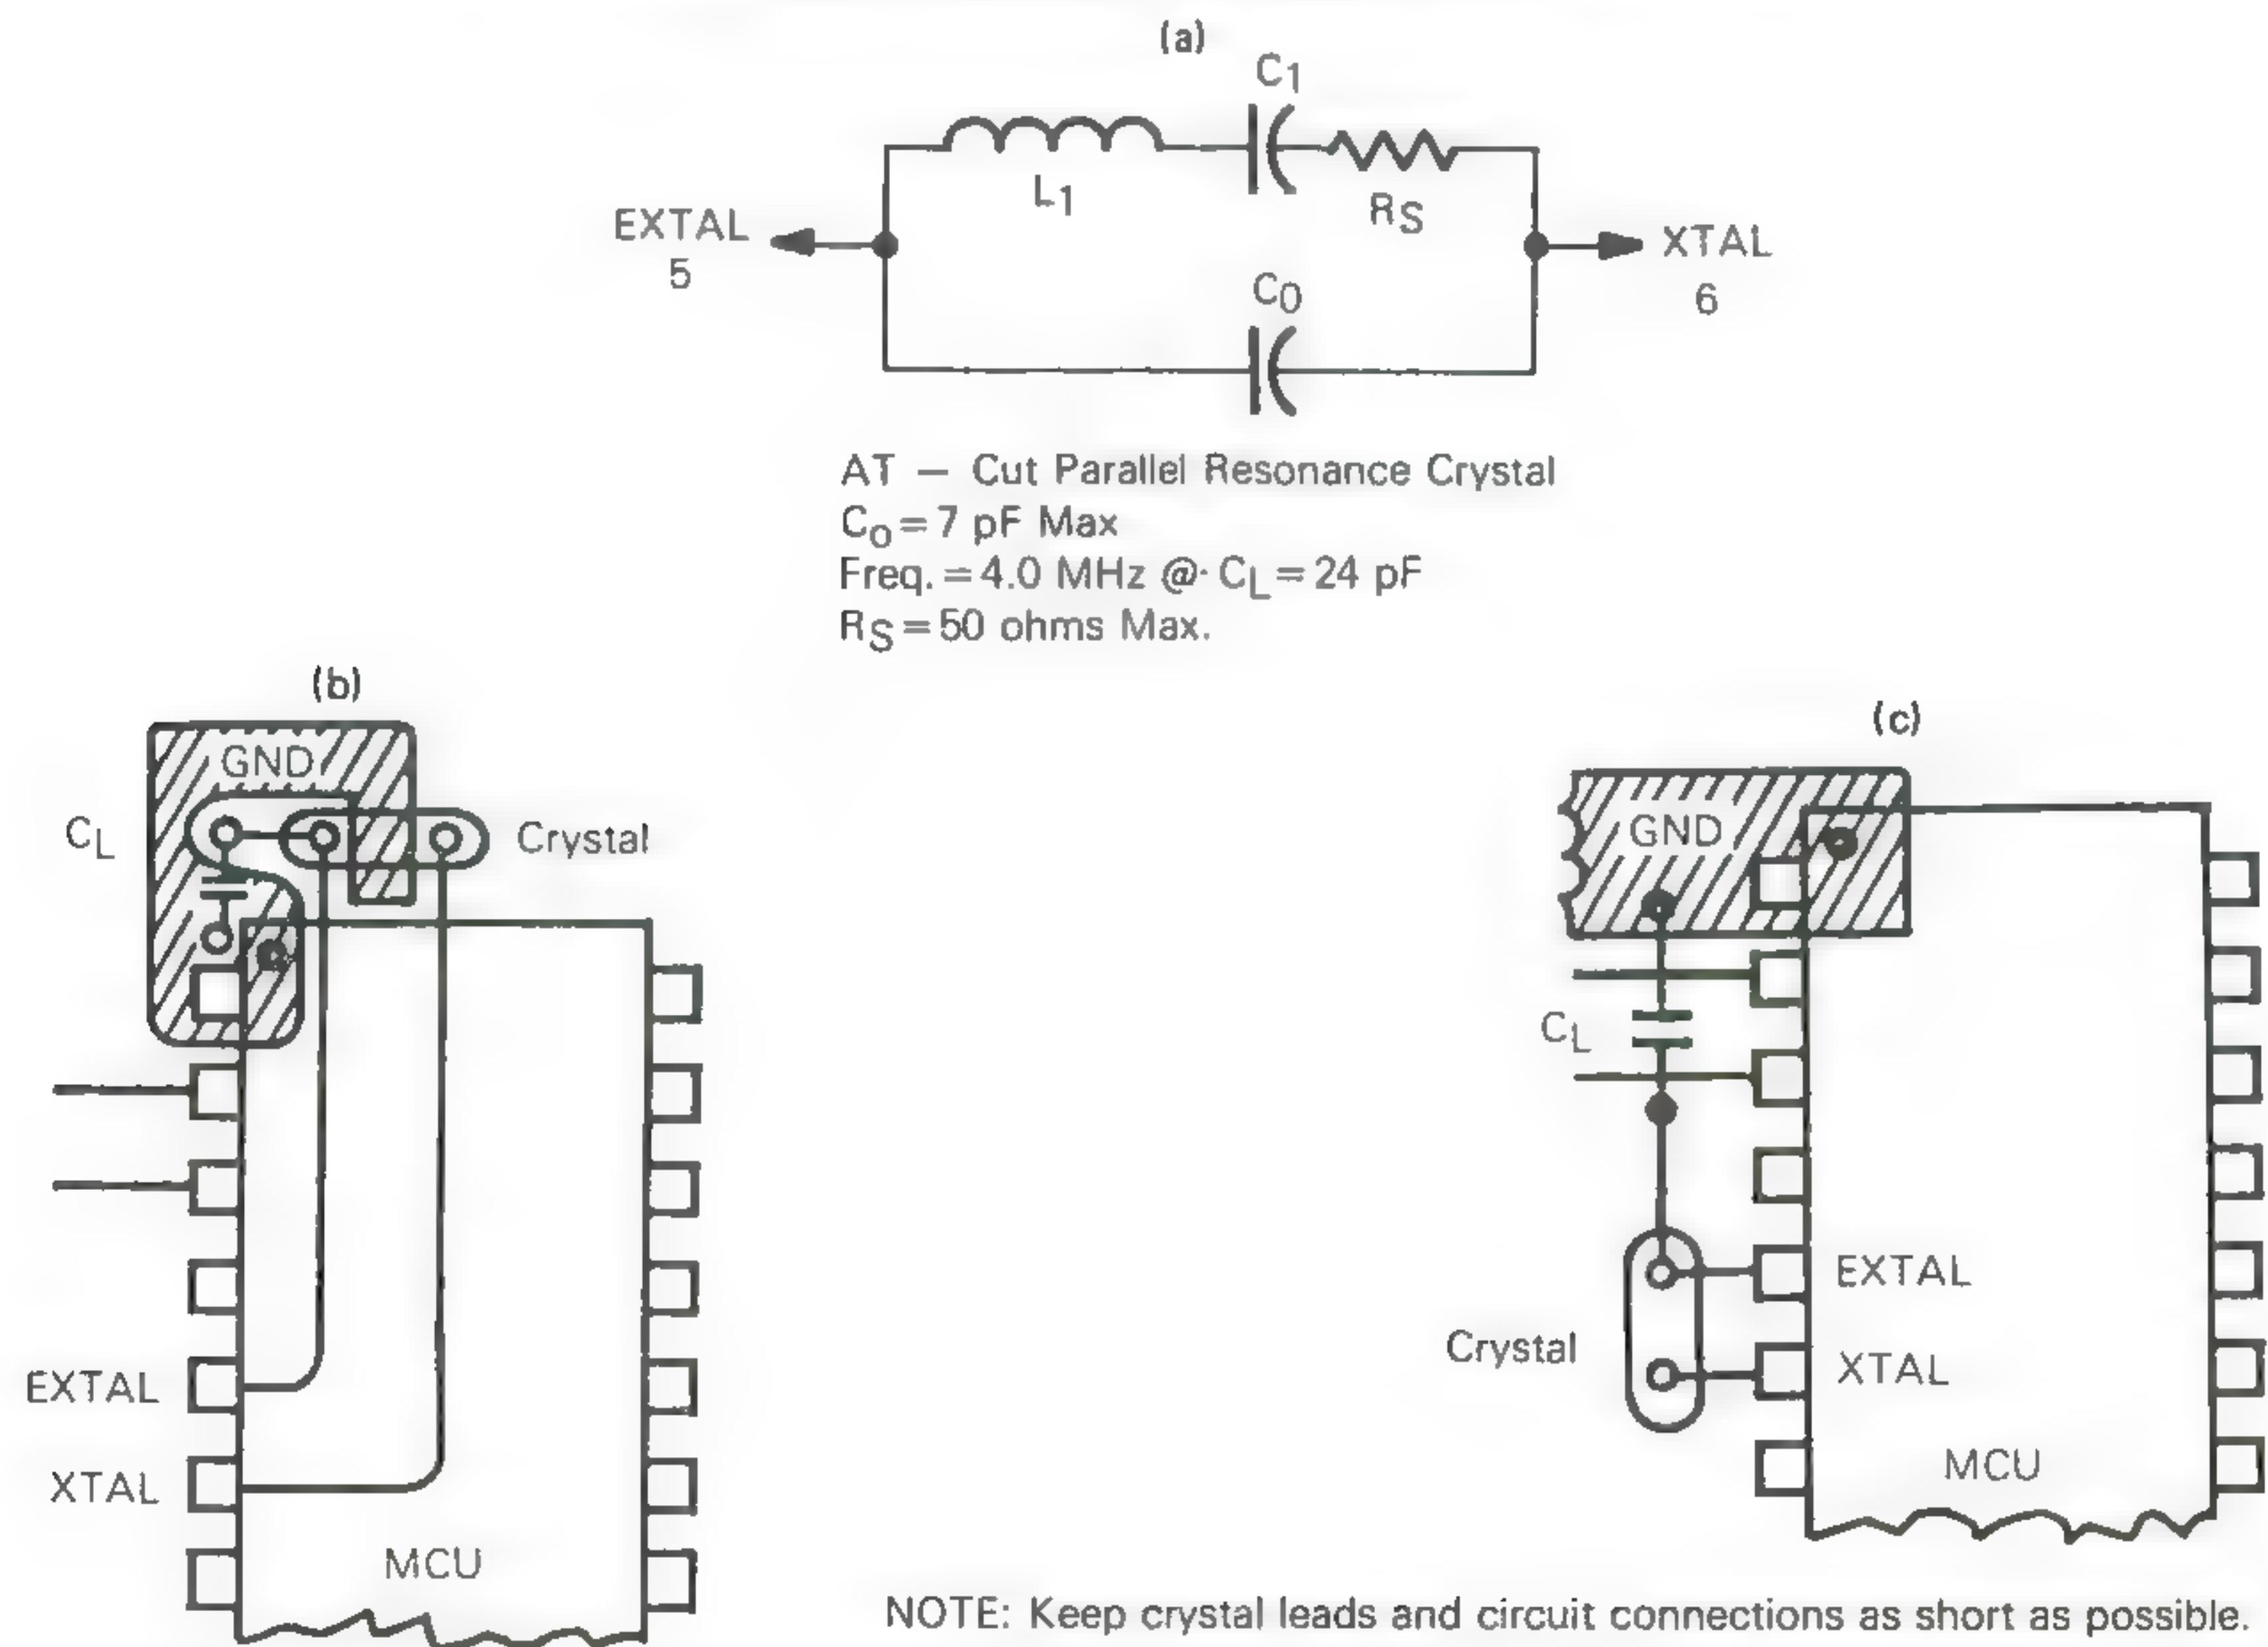 (a)
C1
L1
RS
EXTAL
5
XTAL
6
C0
AT — Cut Parallel Resonance Crystal
Co = 7 pF Max
Freq. = 4.0 MHz @ CL = 24 pF
RS = 50 ohms Max.
(b)
GND
CL
Crystal
EXTAL
XTAL
MCU
(c)
GND
CL
EXTAL
Crystal
XTAL
MCU
NOTE: Keep crystal leads and circuit connections as short as possible.